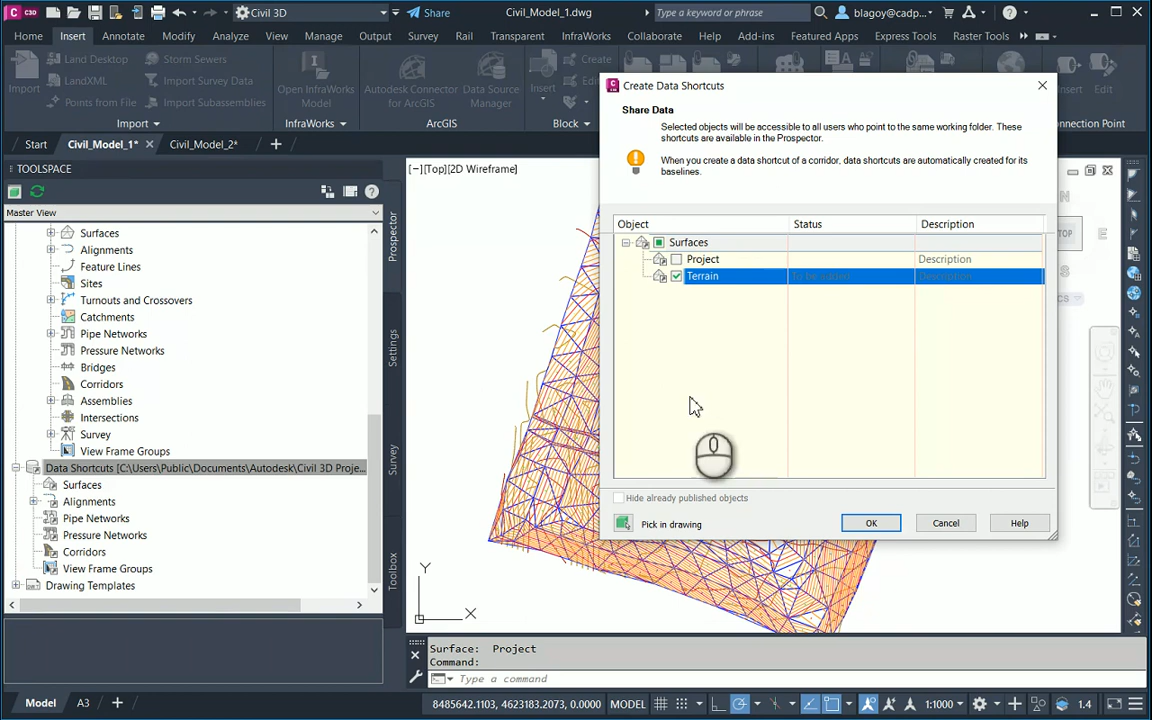 C3D
Civil 3D
Share
Civil_Model_1.dwg
Type a keyword or phrase
blagoy@cadp...
Home Insert Annotate Modify Analyze View Manage Output Survey Rail Transparent InfraWorks Collaborate Help Add-ins Featured Apps Express Tools Raster Tools
Import
Land Desktop
LandXML
Points from File
Storm Sewers
Import Survey Data
Import Subassemblies
Open InfraWorks
Model
Autodesk Connector
for ArcGIS
Data Source
Manager
Insert
Create
Edit
Import
InfraWorks
ArcGIS
Block
Connection Point
Start Civil_Model_1* Civil_Model_2*
TOOLSPACE
Master View
Surfaces
Alignments
Feature Lines
Sites
Turnouts and Crossovers
Catchments
Pipe Networks
Pressure Networks
Bridges
Corridors
Assemblies
Intersections
Survey
View Frame Groups
Data Shortcuts [C:\Users\Public\Documents\Autodesk\Civil 3D Proje...
Surfaces
Alignments
Pipe Networks
Pressure Networks
Corridors
View Frame Groups
Drawing Templates
Prospector
Settings
Survey
Toolbox
[−][Top][2D Wireframe]
TOP
E
Y
X
Create Data Shortcuts
Share Data
Selected objects will be accessible to all users who point to the same working folder. These
shortcuts are available in the Prospector.
When you create a data shortcut of a corridor, data shortcuts are automatically created for its
baselines.
Object Status Description
Surfaces
Project Description
Terrain To be added Description
Hide already published objects
Pick in drawing
OK Cancel Help
Surface: Project
Command:
Type a command
Model A3
8485642.1103, 4623183.2073, 0.0000 MODEL
1:1000
1.4